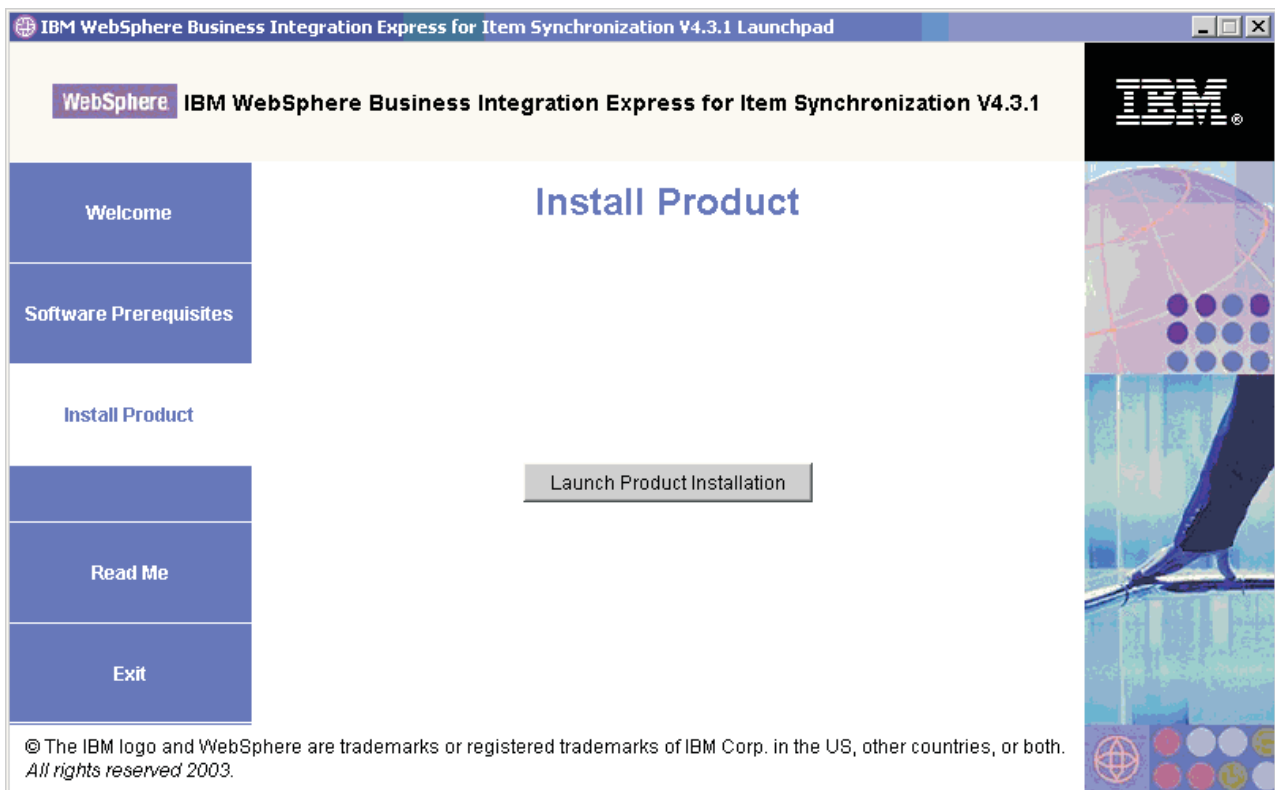 IBM WebSphere Business Integration Express for Item Synchronization V4.3.1 Launchpad
WebSphere. IBM WebSphere Business Integration Express for Item Synchronization V4.3.1
IBM®
Install Product
Welcome
Software Prerequisites
Install Product
Launch Product Installation
Read Me
Exit
© The IBM logo and WebSphere are trademarks or registered trademarks of IBM Corp. in the US, other countries, or both.
All rights reserved 2003.